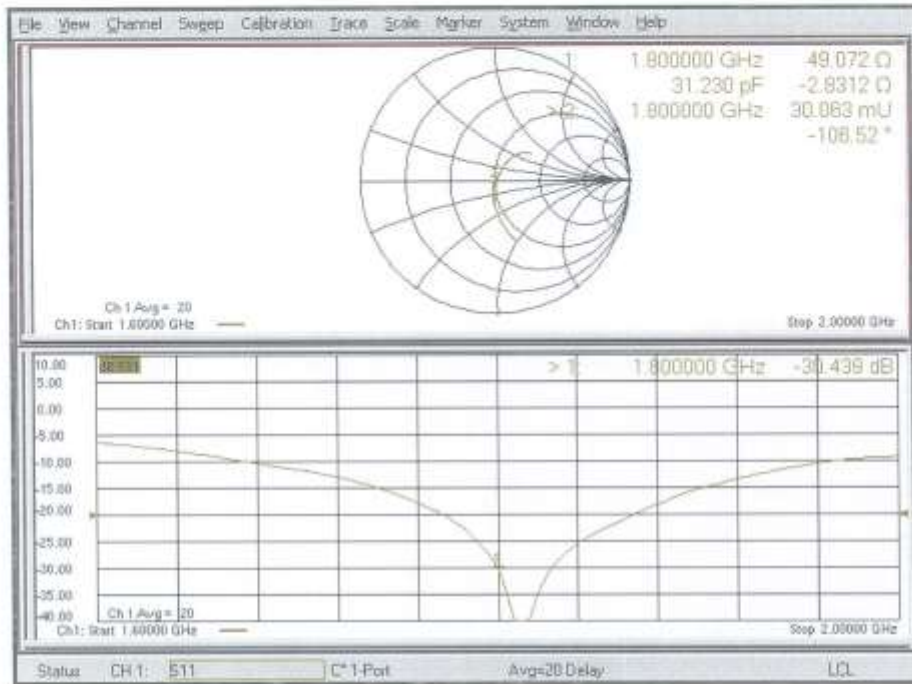 File View Channel Sweep Calibration Trace Scale Marker System Window Help
1 1.800000 GHz 49.072 Ω
31.230 pF -2.8312 Ω
> 2 1.800000 GHz 30.063 mU
-106.52 °
Ch 1 Avg = 20
Ch1: Start 1.60000 GHz
Stop 2.00000 GHz
10.00
> 1: 1.800000 GHz -30.439 dB
5.00
0.00
-5.00
-10.00
-15.00
-20.00
-25.00
-30.00
-35.00
-40.00
Ch 1 Avg = 20
Ch1: Start 1.60000 GHz
Stop 2.00000 GHz
Status CH 1: S11 C* 1-Port Avg=20 Delay LCL